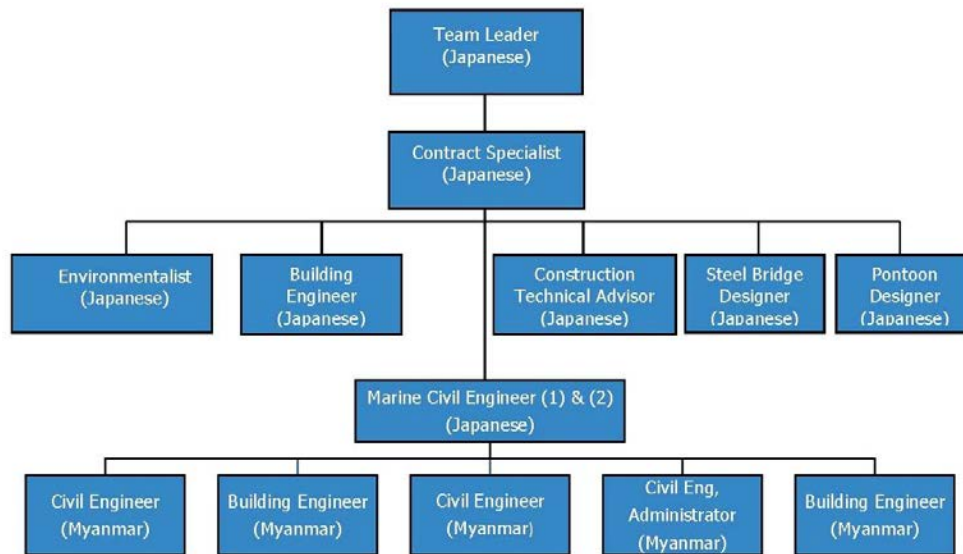 Team Leader
(Japanese)
Contract Specialist
(Japanese)
Environmentalist
(Japanese)
Building
Engineer
(Japanese)
Construction
Technical Advisor
(Japanese)
Steel Bridge
Designer
(Japanese)
Pontoon
Designer
(Japanese)
Marine Civil Engineer (1) & (2)
(Japanese)
Civil Engineer
(Myanmar)
Building Engineer
(Myanmar)
Civil Engineer
(Myanmar)
Civil Eng,
Administrator
(Myanmar)
Building Engineer
(Myanmar)